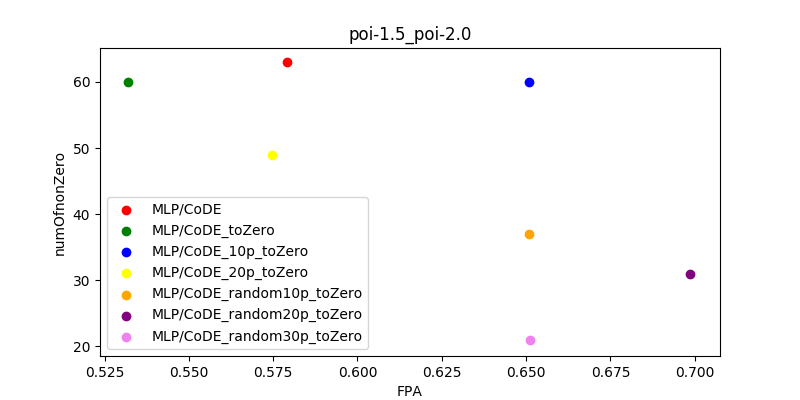 poi-1.5_poi-2.0
numOfnonZero
60
50
40
30
20
MLP/CoDE
MLP/CoDE_toZero
MLP/CoDE_10p_toZero
MLP/CoDE_20p_toZero
MLP/CoDE_random10p_toZero
MLP/CoDE_random20p_toZero
MLP/CoDE_random30p_toZero
0.525 0.550 0.575 0.600 0.625 0.650 0.675 0.700
FPA